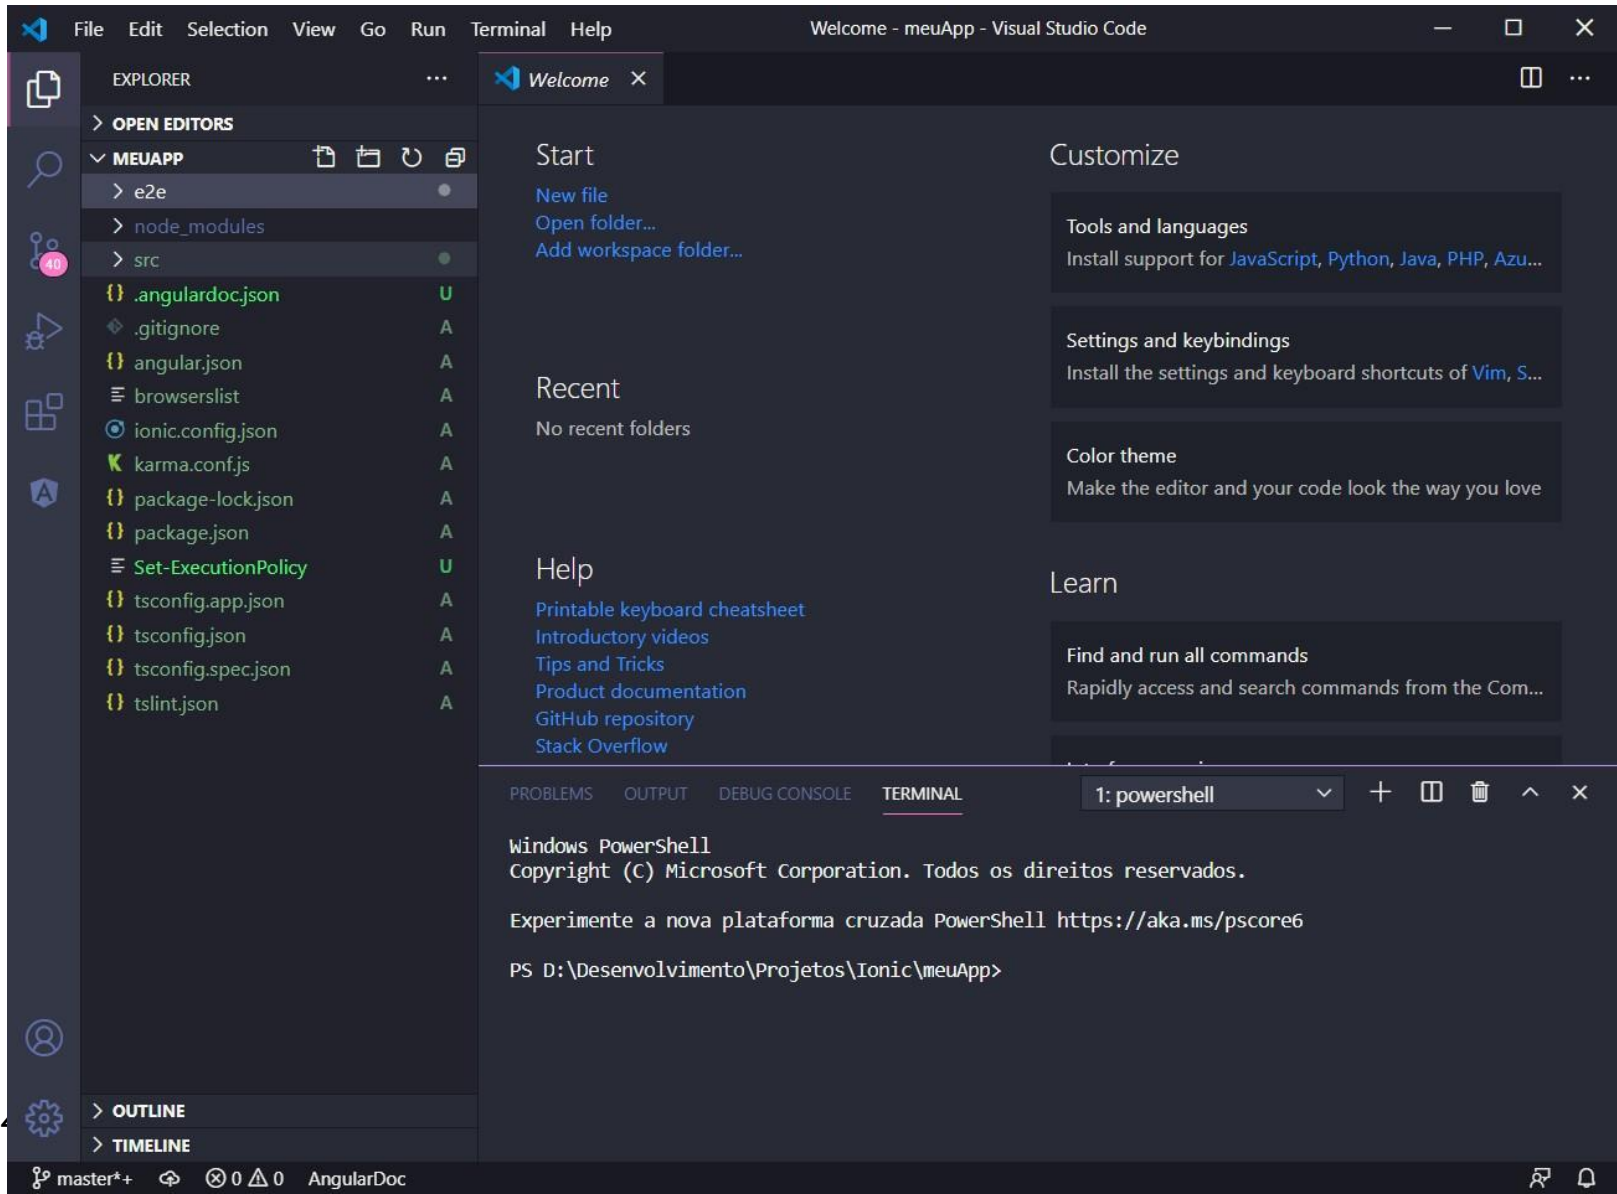 File Edit Selection View Go Run Terminal Help Welcome - meuApp - Visual Studio Code
EXPLORER
OPEN EDITORS
MEUAPP
e2e
node_modules
src
.angulardoc.json U
.gitignore A
angular.json A
browserslist A
ionic.config.json A
karma.conf.js A
package-lock.json A
package.json A
Set-ExecutionPolicy U
tsconfig.app.json A
tsconfig.json A
tsconfig.spec.json A
tslint.json A
OUTLINE
TIMELINE
40
Welcome
Start
New file
Open folder...
Add workspace folder...
Recent
No recent folders
Help
Printable keyboard cheatsheet
Introductory videos
Tips and Tricks
Product documentation
GitHub repository
Stack Overflow
Customize
Tools and languages
Install support for JavaScript, Python, Java, PHP, Azu...
Settings and keybindings
Install the settings and keyboard shortcuts of Vim, S...
Color theme
Make the editor and your code look the way you love
Learn
Find and run all commands
Rapidly access and search commands from the Com...
PROBLEMS OUTPUT DEBUG CONSOLE TERMINAL 1: powershell
Windows PowerShell
Copyright (C) Microsoft Corporation. Todos os direitos reservados.
Experimente a nova plataforma cruzada PowerShell https://aka.ms/pscore6
PS D:\Desenvolvimento\Projetos\Ionic\meuApp>
master*+ 0 0 AngularDoc